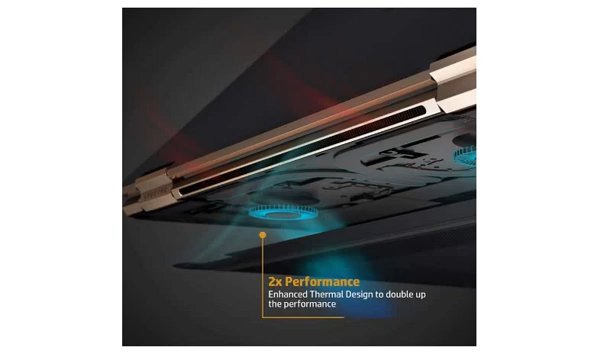 2x Performance
Enhanced Thermal Design to double up
the performance